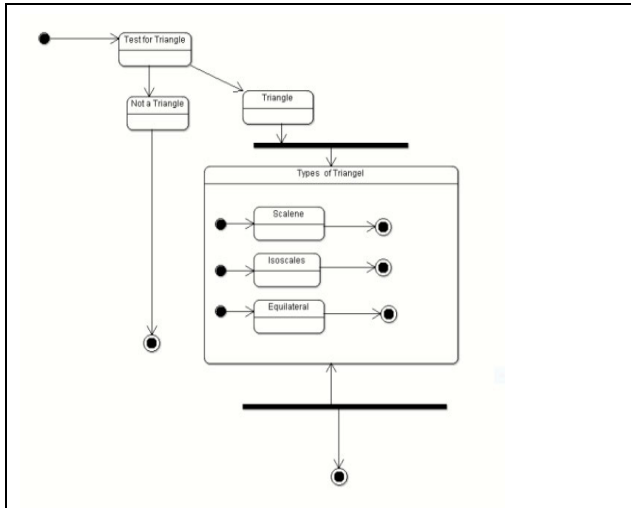 Test for Triangle
Not a Triangle
Triangle
Types of Triangel
Scalene
Isoscales
Equilateral